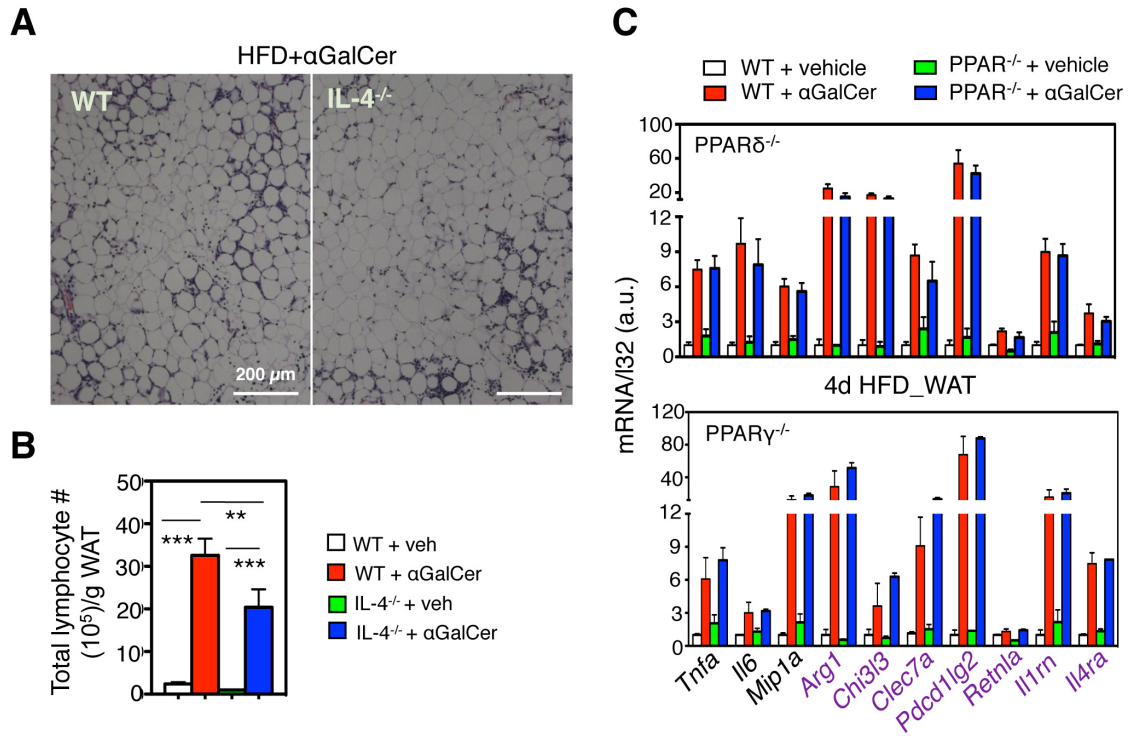 A
HFD+αGalCer
WT
IL-4-/-
200 µm
B
Total lymphocyte #
(10⁵)/g WAT
50
40
30
20
10
0
***
**
***
WT + veh
WT + αGalCer
IL-4-/- + veh
IL-4-/- + αGalCer
C
WT + vehicle
WT + αGalCer
PPAR-/- + vehicle
PPAR-/- + αGalCer
mRNA/l32 (a.u.)
PPARδ-/-
100
60
20
12
9
6
3
0
4d HFD_WAT
PPARγ-/-
120
80
40
12
9
6
3
0
Tnfa
Il6
Mip1a
Arg1
Chi3l3
Clec7a
Pdcd1lg2
Retnla
Il1rn
Il4ra